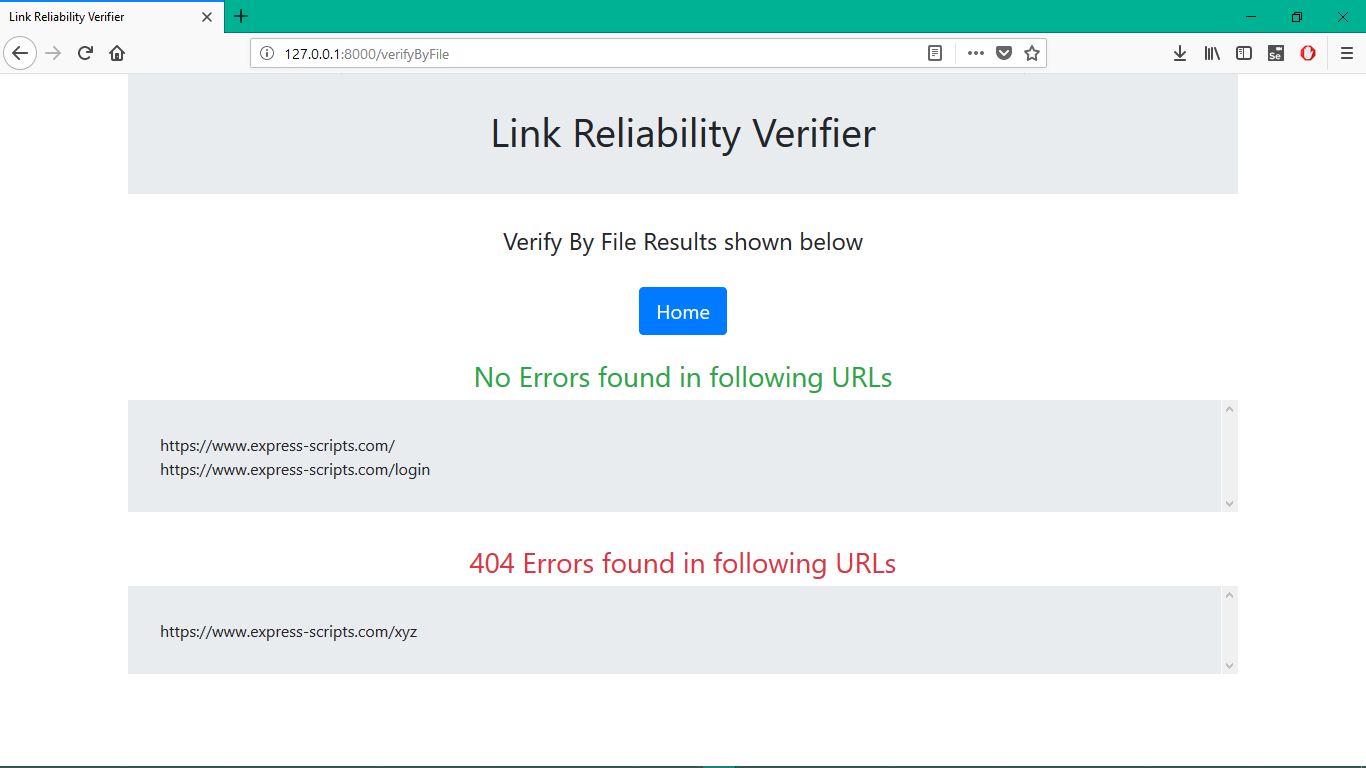 Link Reliability Verifier
127.0.0.1:8000/verifyByFile
Se
Link Reliability Verifier
Verify By File Results shown below
Home
No Errors found in following URLs
https://www.express-scripts.com/
https://www.express-scripts.com/login
404 Errors found in following URLs
https://www.express-scripts.com/xyz